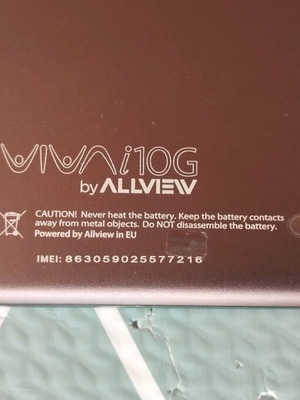 VIVA i10G
by ALLVIEW
CAUTION! Never heat the battery. Keep the battery contacts
away from metal objects. Do NOT disassemble the battery.
Powered by Allview in EU
IMEI: 863059025577216